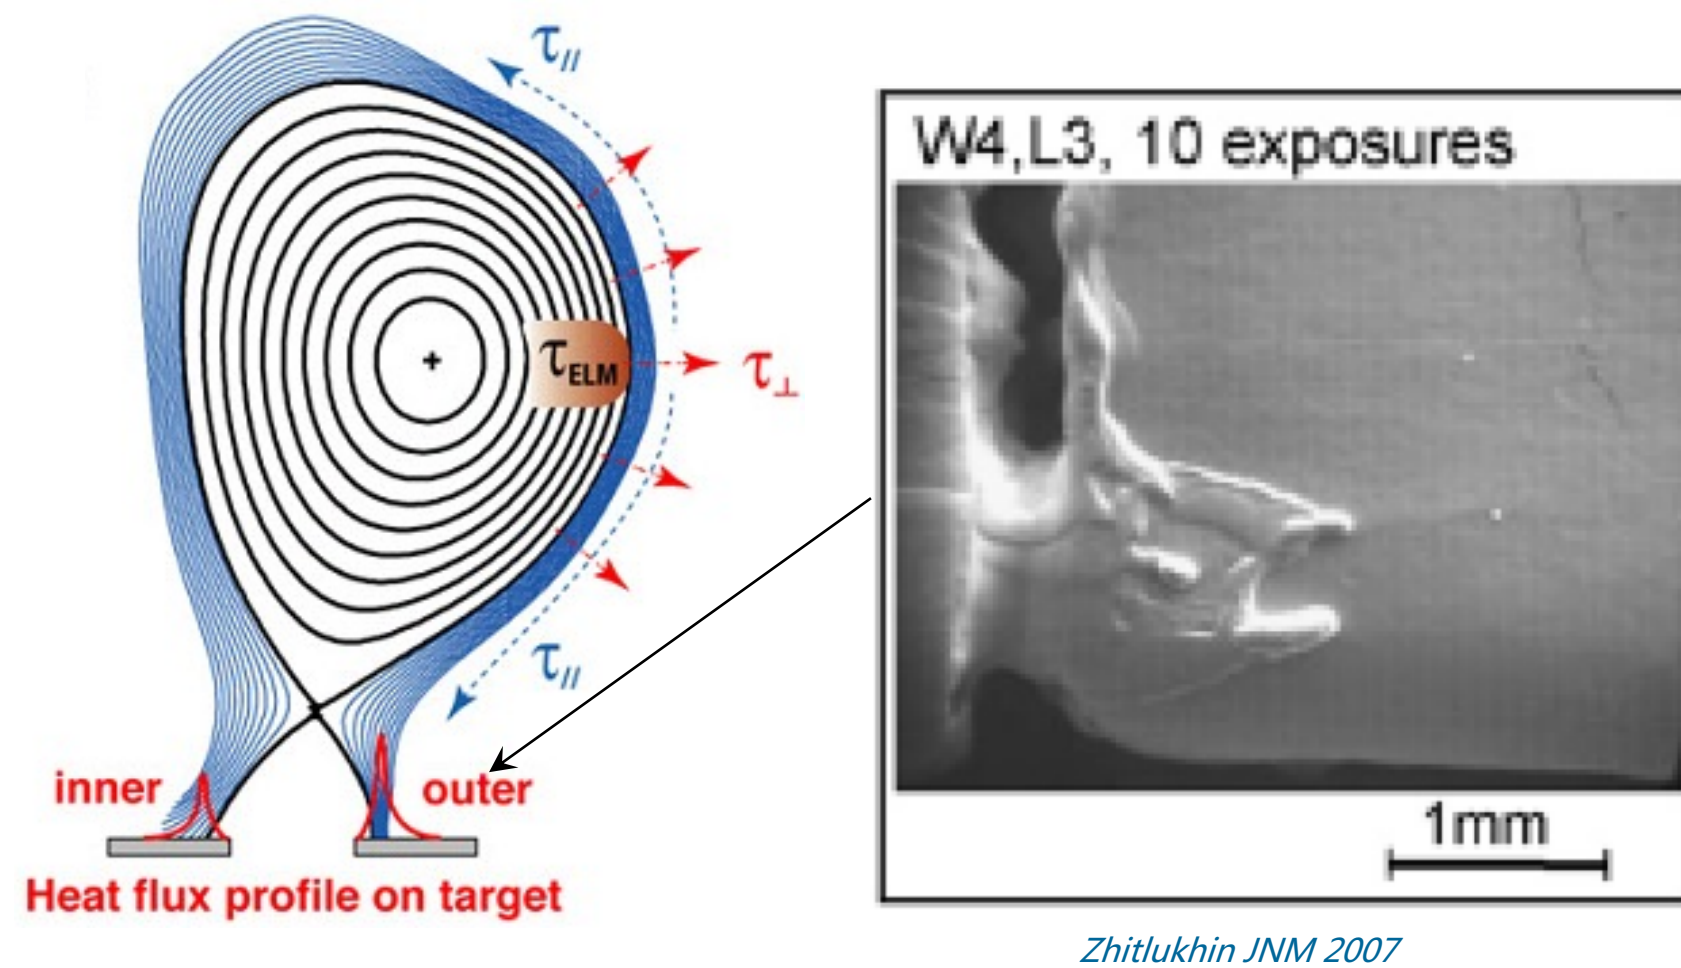 τ//
τELM
τ⊥
τ//
inner
outer
Heat flux profile on target
W4,L3, 10 exposures
1mm
Zhitlukhin JNM 2007